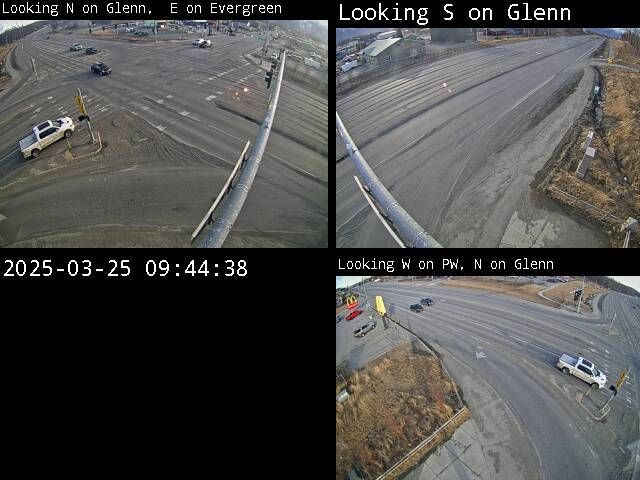 Looking N on Glenn,  E on Evergreen
Looking S on Glenn
2025-03-25 09:44:38
Looking W on PW, N on Glenn